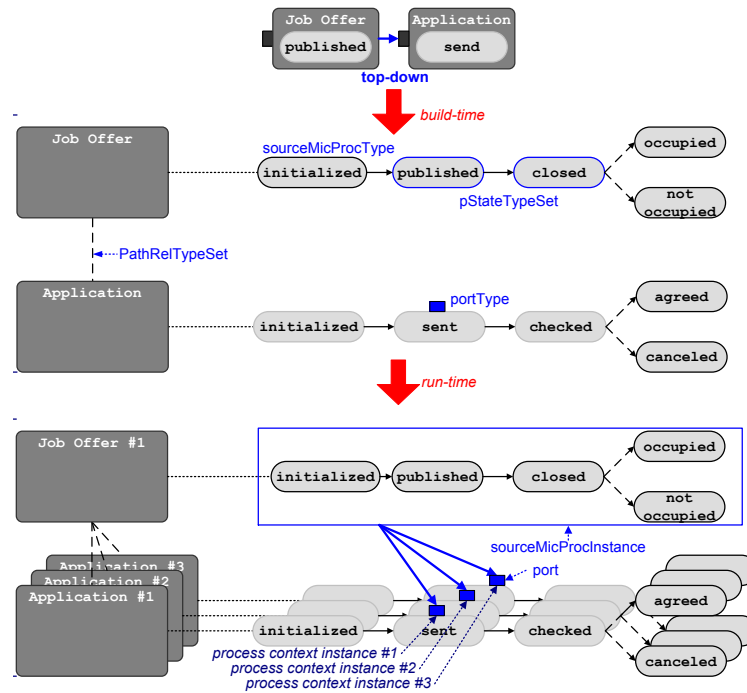 Job Offer
Application
published
send
top-down
build-time
Job Offer
sourceMicProcType
initialized
published
closed
occupied
not
occupied
pStateTypeSet
PathRelTypeSet
Application
portType
initialized
sent
checked
agreed
canceled
run-time
Job Offer #1
initialized
published
closed
occupied
not
occupied
sourceMicProcInstance
port
Application #3
Application #2
Application #1
initialized
sent
checked
agreed
canceled
process context instance #1
process context instance #2
process context instance #3